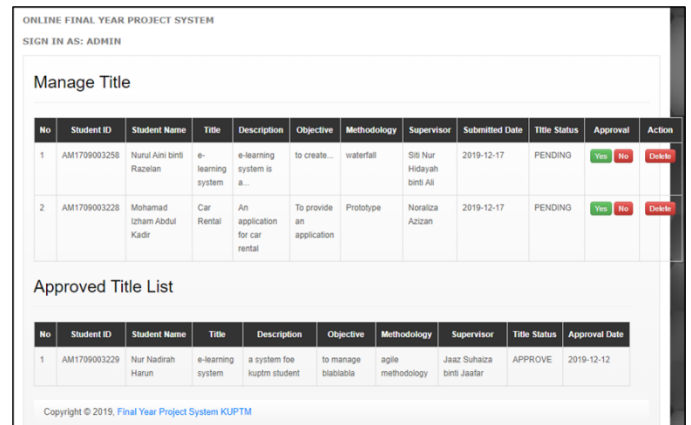 ONLINE FINAL YEAR PROJECT SYSTEM
SIGN IN AS: ADMIN
Manage Title
No Student ID Student Name Title Description Objective Methodology Supervisor Submitted Date Title Status Approval Action
1 AM1709003258 Nurul Aini binti e- e-learning to create... waterfall Siti Nur 2019-12-17 PENDING Yes No Delete
Razelan learning system is Hidayah
system a... binti Ali
2 AM1709003228 Mohamad Car An To provide Prototype Noraliza 2019-12-17 PENDING Yes No Delete
Izham Abdul Rental application an Azizan
Kadir for car application
rental
Approved Title List
No Student ID Student Name Title Description Objective Methodology Supervisor Title Status Approval Date
1 AM1709003229 Nur Nadirah e-learning a system foe to manage agile Jaaz Suhaiza APPROVE 2019-12-12
Harun system kuptm student blablabla methodology binti Jaafar
Copyright © 2019, Final Year Project System KUPTM